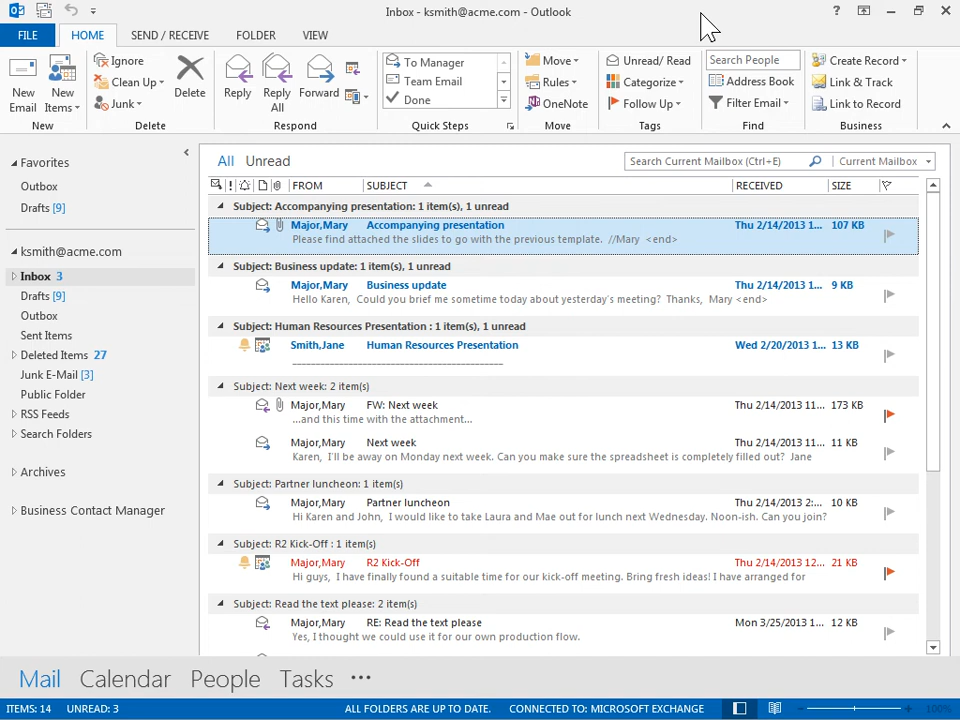 Inbox - ksmith@acme.com - Outlook
FILE HOME SEND / RECEIVE FOLDER VIEW
New Email
New Items
Ignore
Clean Up
Junk
Delete
Reply
Reply All
Forward
To Manager
Team Email
Done
Move
Rules
OneNote
Unread/ Read
Categorize
Follow Up
Search People
Address Book
Filter Email
Create Record
Link & Track
Link to Record
New Delete Respond Quick Steps Move Tags Find Business
Favorites
Outbox
Drafts [9]
ksmith@acme.com
Inbox 3
Drafts [9]
Outbox
Sent Items
Deleted Items 27
Junk E-Mail [3]
Public Folder
RSS Feeds
Search Folders
Archives
Business Contact Manager
All Unread
Search Current Mailbox (Ctrl+E) Current Mailbox
FROM SUBJECT RECEIVED SIZE
Subject: Accompanying presentation: 1 item(s), 1 unread
Major,Mary Accompanying presentation Thu 2/14/2013 1... 107 KB
Please find attached the slides to go with the previous template. //Mary <end>
Subject: Business update: 1 item(s), 1 unread
Major,Mary Business update Thu 2/14/2013 1... 9 KB
Hello Karen, Could you brief me sometime today about yesterday's meeting? Thanks, Mary <end>
Subject: Human Resources Presentation : 1 item(s), 1 unread
Smith,Jane Human Resources Presentation Wed 2/20/2013 1... 13 KB
Subject: Next week: 2 item(s)
Major,Mary FW: Next week Thu 2/14/2013 11... 173 KB
...and this time with the attachment...
Major,Mary Next week Thu 2/14/2013 11... 11 KB
Karen, I'll be away on Monday next week. Can you make sure the spreadsheet is completely filled out? Jane
Subject: Partner luncheon: 1 item(s)
Major,Mary Partner luncheon Thu 2/14/2013 2:... 10 KB
Hi Karen and John, I would like to take Laura and Mae out for lunch next Wednesday. Noon-ish. Can you join?
Subject: R2 Kick-Off : 1 item(s)
Major,Mary R2 Kick-Off Thu 2/14/2013 12... 21 KB
Hi guys, I have finally found a suitable time for our kick-off meeting. Bring fresh ideas! I have arranged for
Subject: Read the text please: 2 item(s)
Major,Mary RE: Read the text please Mon 3/25/2013 1... 12 KB
Yes, I thought we could use it for our own production flow.
Mail Calendar People Tasks •••
ITEMS: 14 UNREAD: 3 ALL FOLDERS ARE UP TO DATE. CONNECTED TO: MICROSOFT EXCHANGE 100%